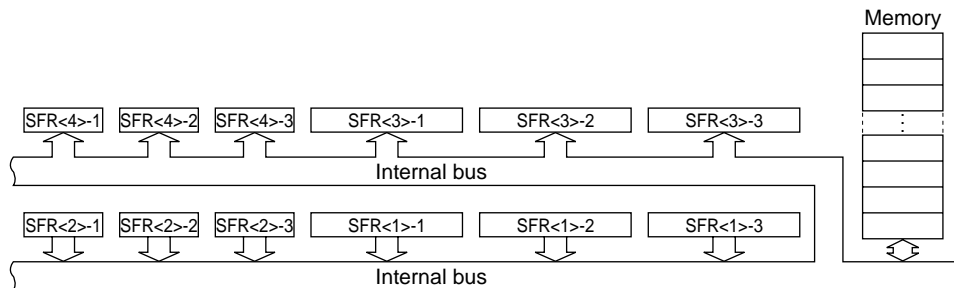 Memory
SFR<4>-1 SFR<4>-2 SFR<4>-3 SFR<3>-1 SFR<3>-2 SFR<3>-3
Internal bus
SFR<2>-1 SFR<2>-2 SFR<2>-3 SFR<1>-1 SFR<1>-2 SFR<1>-3
Internal bus